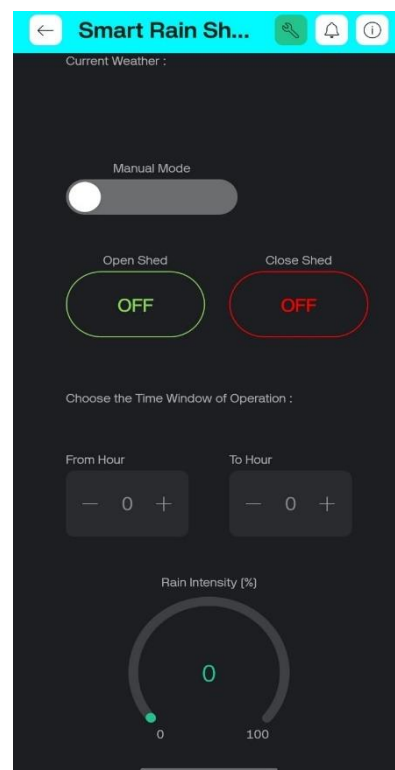 Smart Rain Sh...
Current Weather :
Manual Mode
Open Shed Close Shed
OFF OFF
Choose the Time Window of Operation :
From Hour To Hour
— 0 + — 0 +
Rain Intensity (%)
0
0 100